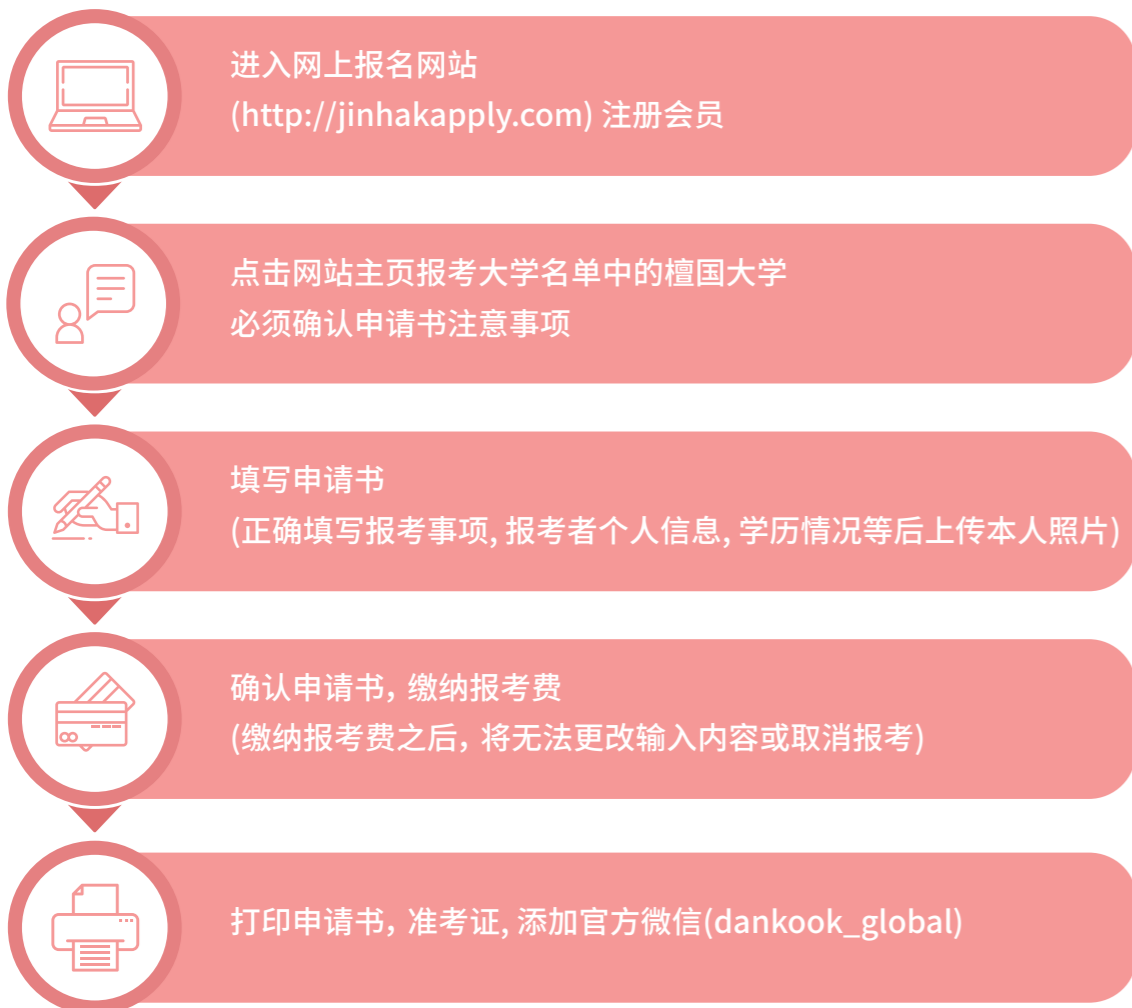 进入网上报名网站
(http://jinhakapply.com) 注册会员
点击网站主页报考大学名单中的檀国大学
必须确认申请书注意事项
填写申请书
(正确填写报考事项, 报考者个人信息, 学历情况等后上传本人照片)
确认申请书, 缴纳报考费
(缴纳报考费之后, 将无法更改输入内容或取消报考)
打印申请书, 准考证, 添加官方微信(dankook_global)